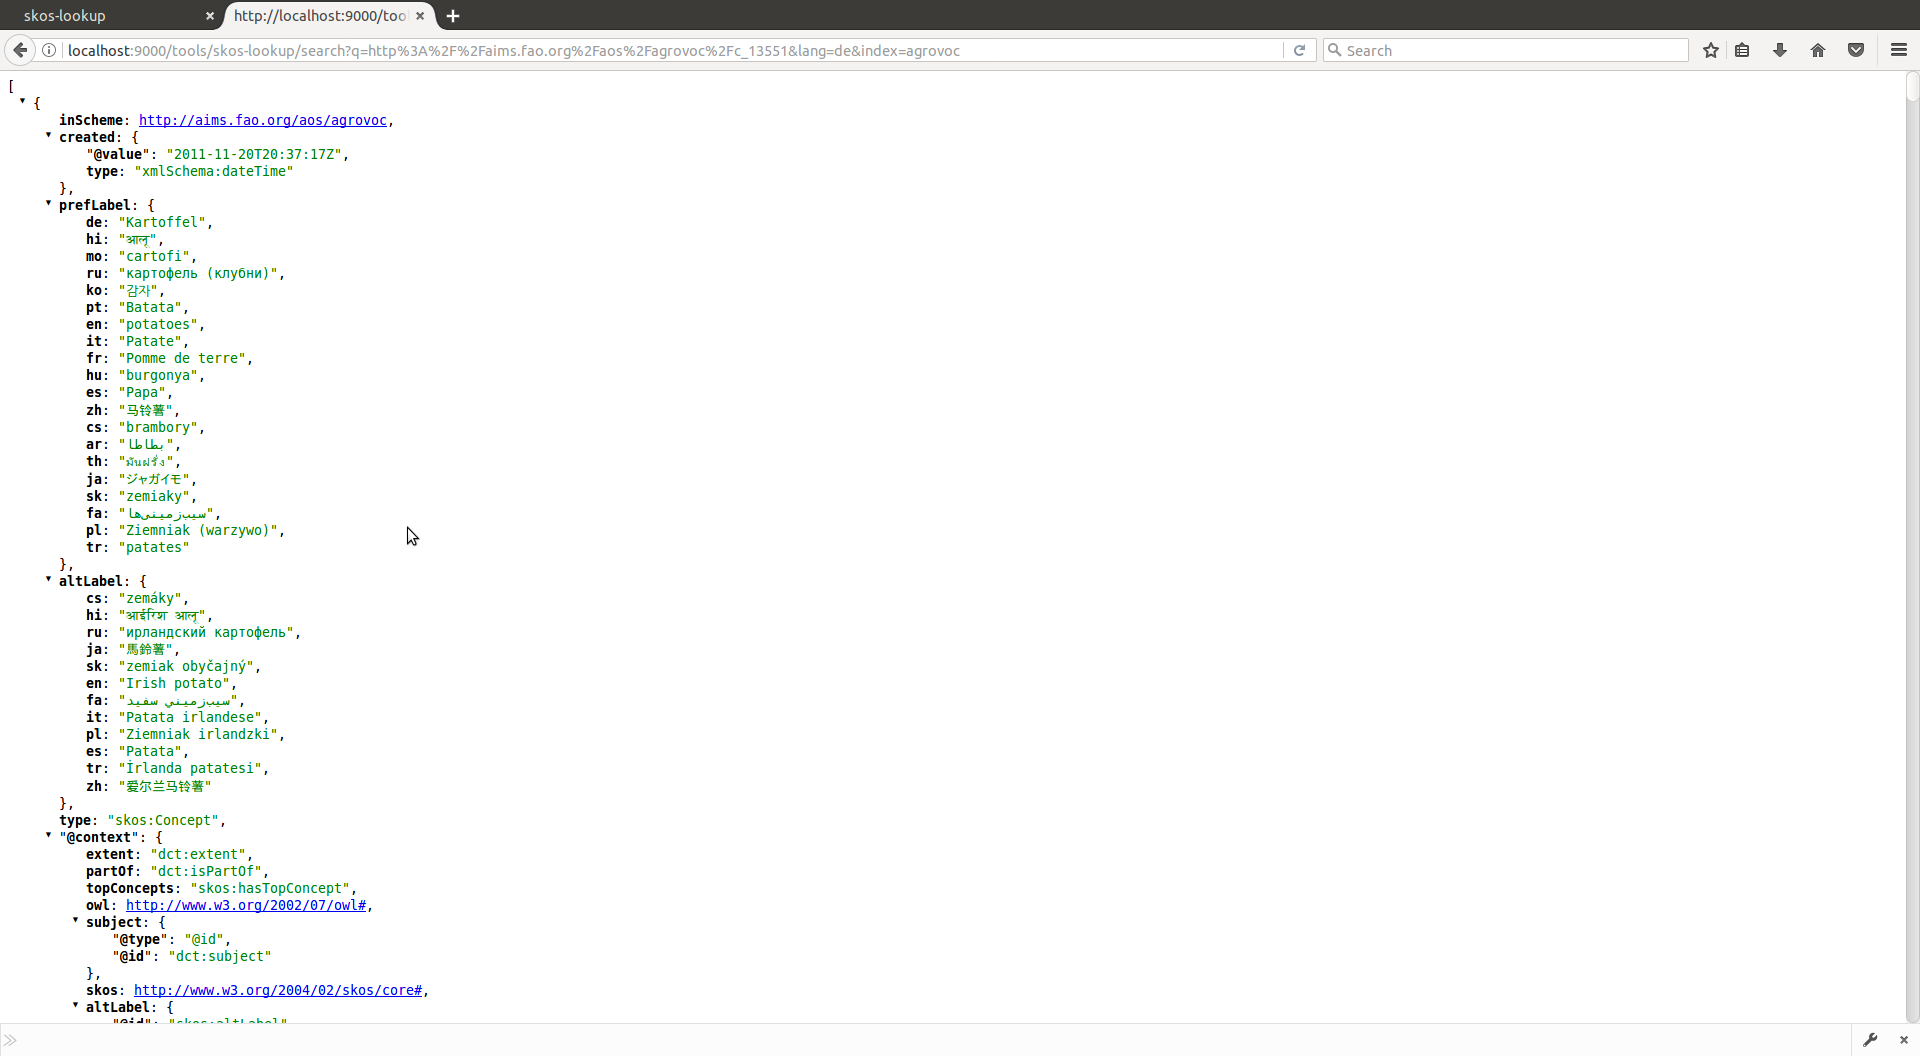 skos-lookup
http://localhost:9000/too
localhost:9000/tools/skos-lookup/search?q=http%3A%2F%2Faims.fao.org%2Faos%2Fagrovoc%2Fc_13551&lang=de&index=agrovoc
Search
[
{
inScheme: http://aims.fao.org/aos/agrovoc,
created: {
"@value": "2011-11-20T20:37:17Z",
type: "xmlSchema:dateTime"
},
prefLabel: {
de: "Kartoffel",
hi: "आलू",
mo: "cartofi",
ru: "картофель (клубни)",
ko: "감자",
pt: "Batata",
en: "potatoes",
it: "Patate",
fr: "Pomme de terre",
hu: "burgonya",
es: "Papa",
zh: "马铃薯",
cs: "brambory",
ar: "بطاطا",
th: "มันฝรั่ง",
ja: "ジャガイモ",
sk: "zemiaky",
fa: "سیب‌زمینی‌ها",
pl: "Ziemniak (warzywo)",
tr: "patates"
},
altLabel: {
cs: "zemáky",
hi: "आईरिश आलू",
ru: "ирландский картофель",
ja: "馬鈴薯",
sk: "zemiak obyčajný",
en: "Irish potato",
fa: "سیب‌زمیني سفید",
it: "Patata irlandese",
pl: "Ziemniak irlandzki",
es: "Patata",
tr: "İrlanda patatesi",
zh: "爱尔兰马铃薯"
},
type: "skos:Concept",
"@context": {
extent: "dct:extent",
partOf: "dct:isPartOf",
topConcepts: "skos:hasTopConcept",
owl: http://www.w3.org/2002/07/owl#,
subject: {
"@type": "@id",
"@id": "dct:subject"
},
skos: http://www.w3.org/2004/02/skos/core#,
altLabel: {
"@id": "skos:altLabel"